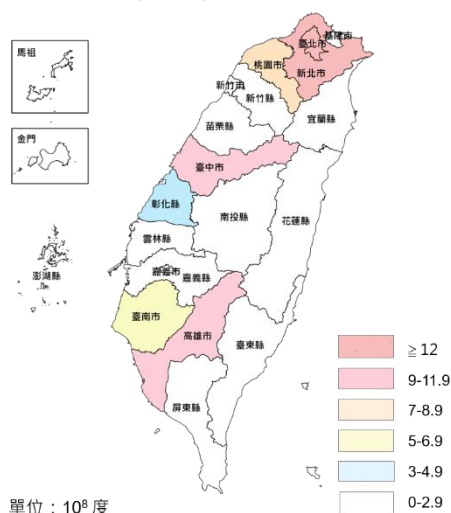 馬祖
金門
澎湖縣
基隆市
臺北市
新北市
桃園市
新竹市
新竹縣
宜蘭縣
苗栗縣
臺中市
彰化縣
南投縣
花蓮縣
雲林縣
嘉義市
嘉義縣
臺南市
高雄市
臺東縣
屏東縣
≧ 12
9-11.9
7-8.9
5-6.9
3-4.9
0-2.9
單位：10⁸ 度